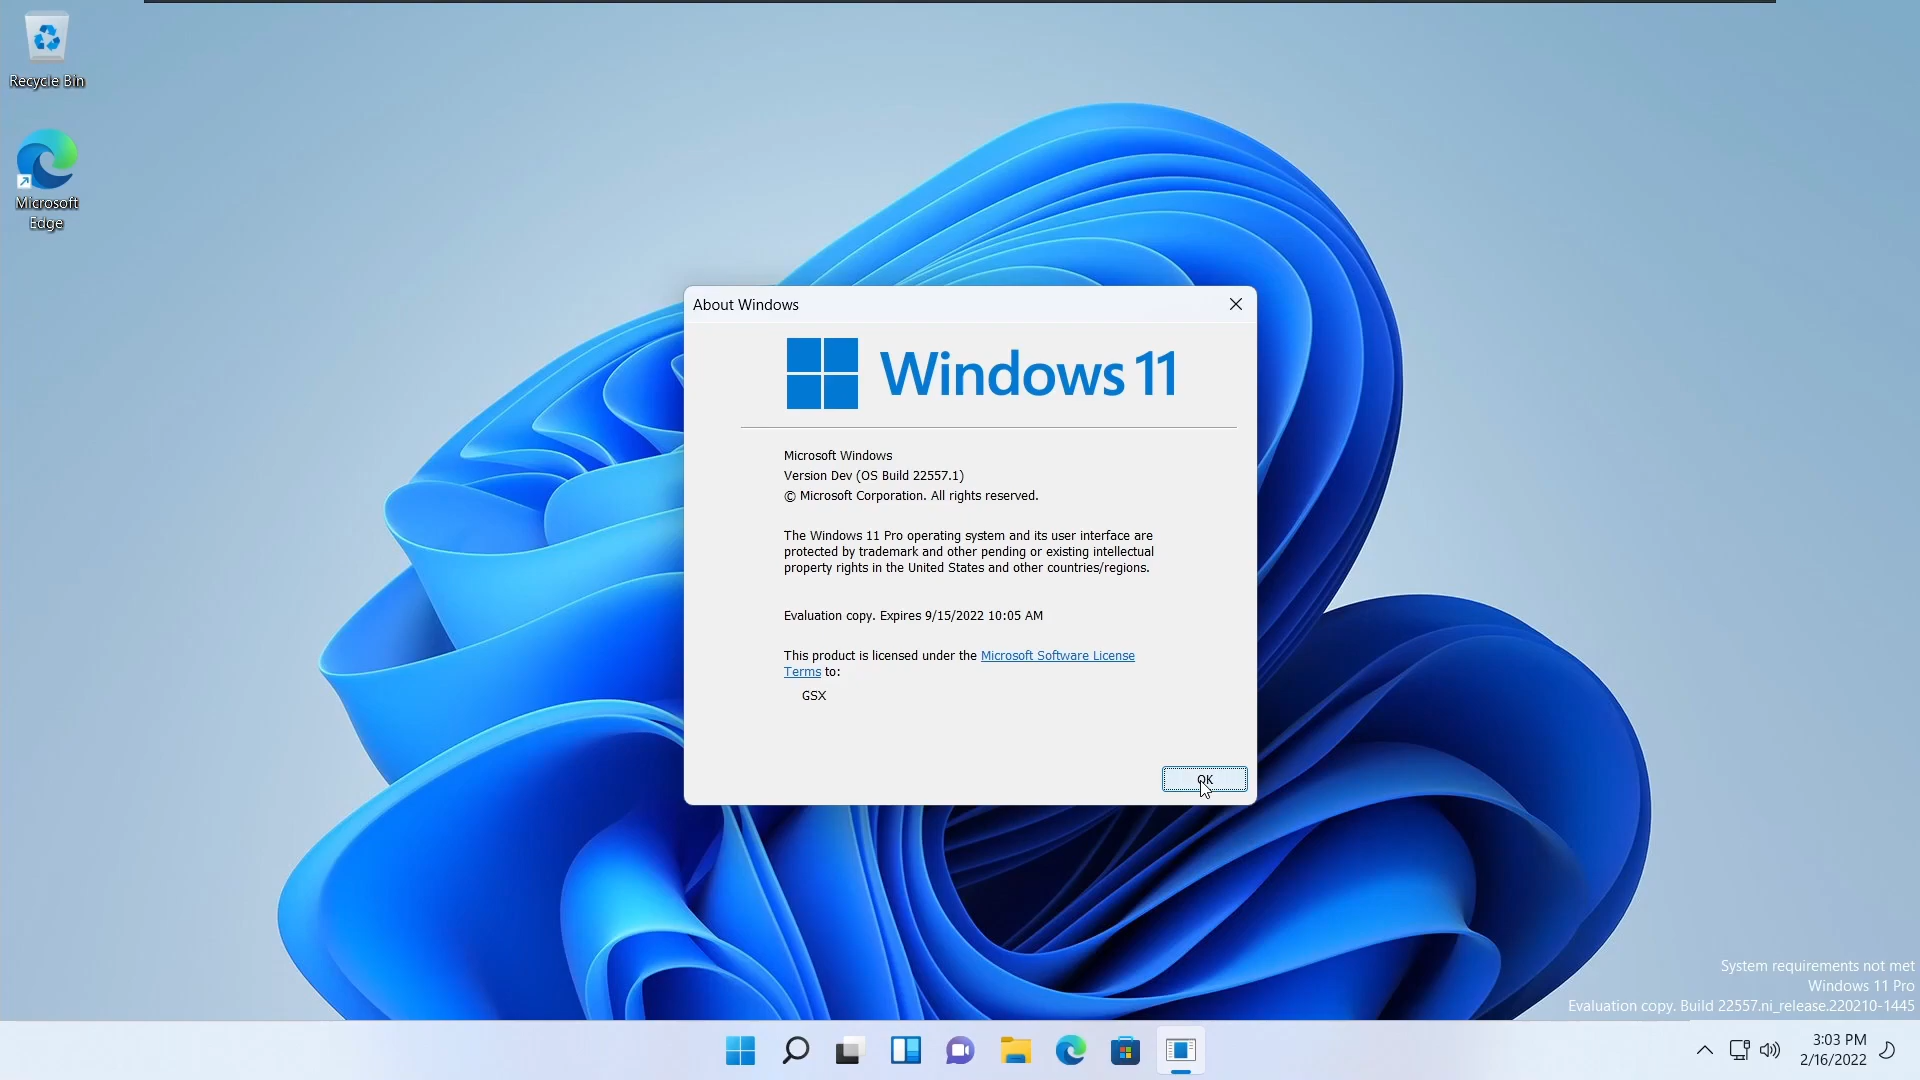 Recycle Bin
Microsoft
Edge
About Windows
Windows 11
Microsoft Windows
Version Dev (OS Build 22557.1)
© Microsoft Corporation. All rights reserved.
The Windows 11 Pro operating system and its user interface are
protected by trademark and other pending or existing intellectual
property rights in the United States and other countries/regions.
Evaluation copy. Expires 9/15/2022 10:05 AM
This product is licensed under the Microsoft Software License
Terms to:
GSX
OK
System requirements not met
Windows 11 Pro
Evaluation copy. Build 22557.ni_release.220210-1445
3:03 PM
2/16/2022